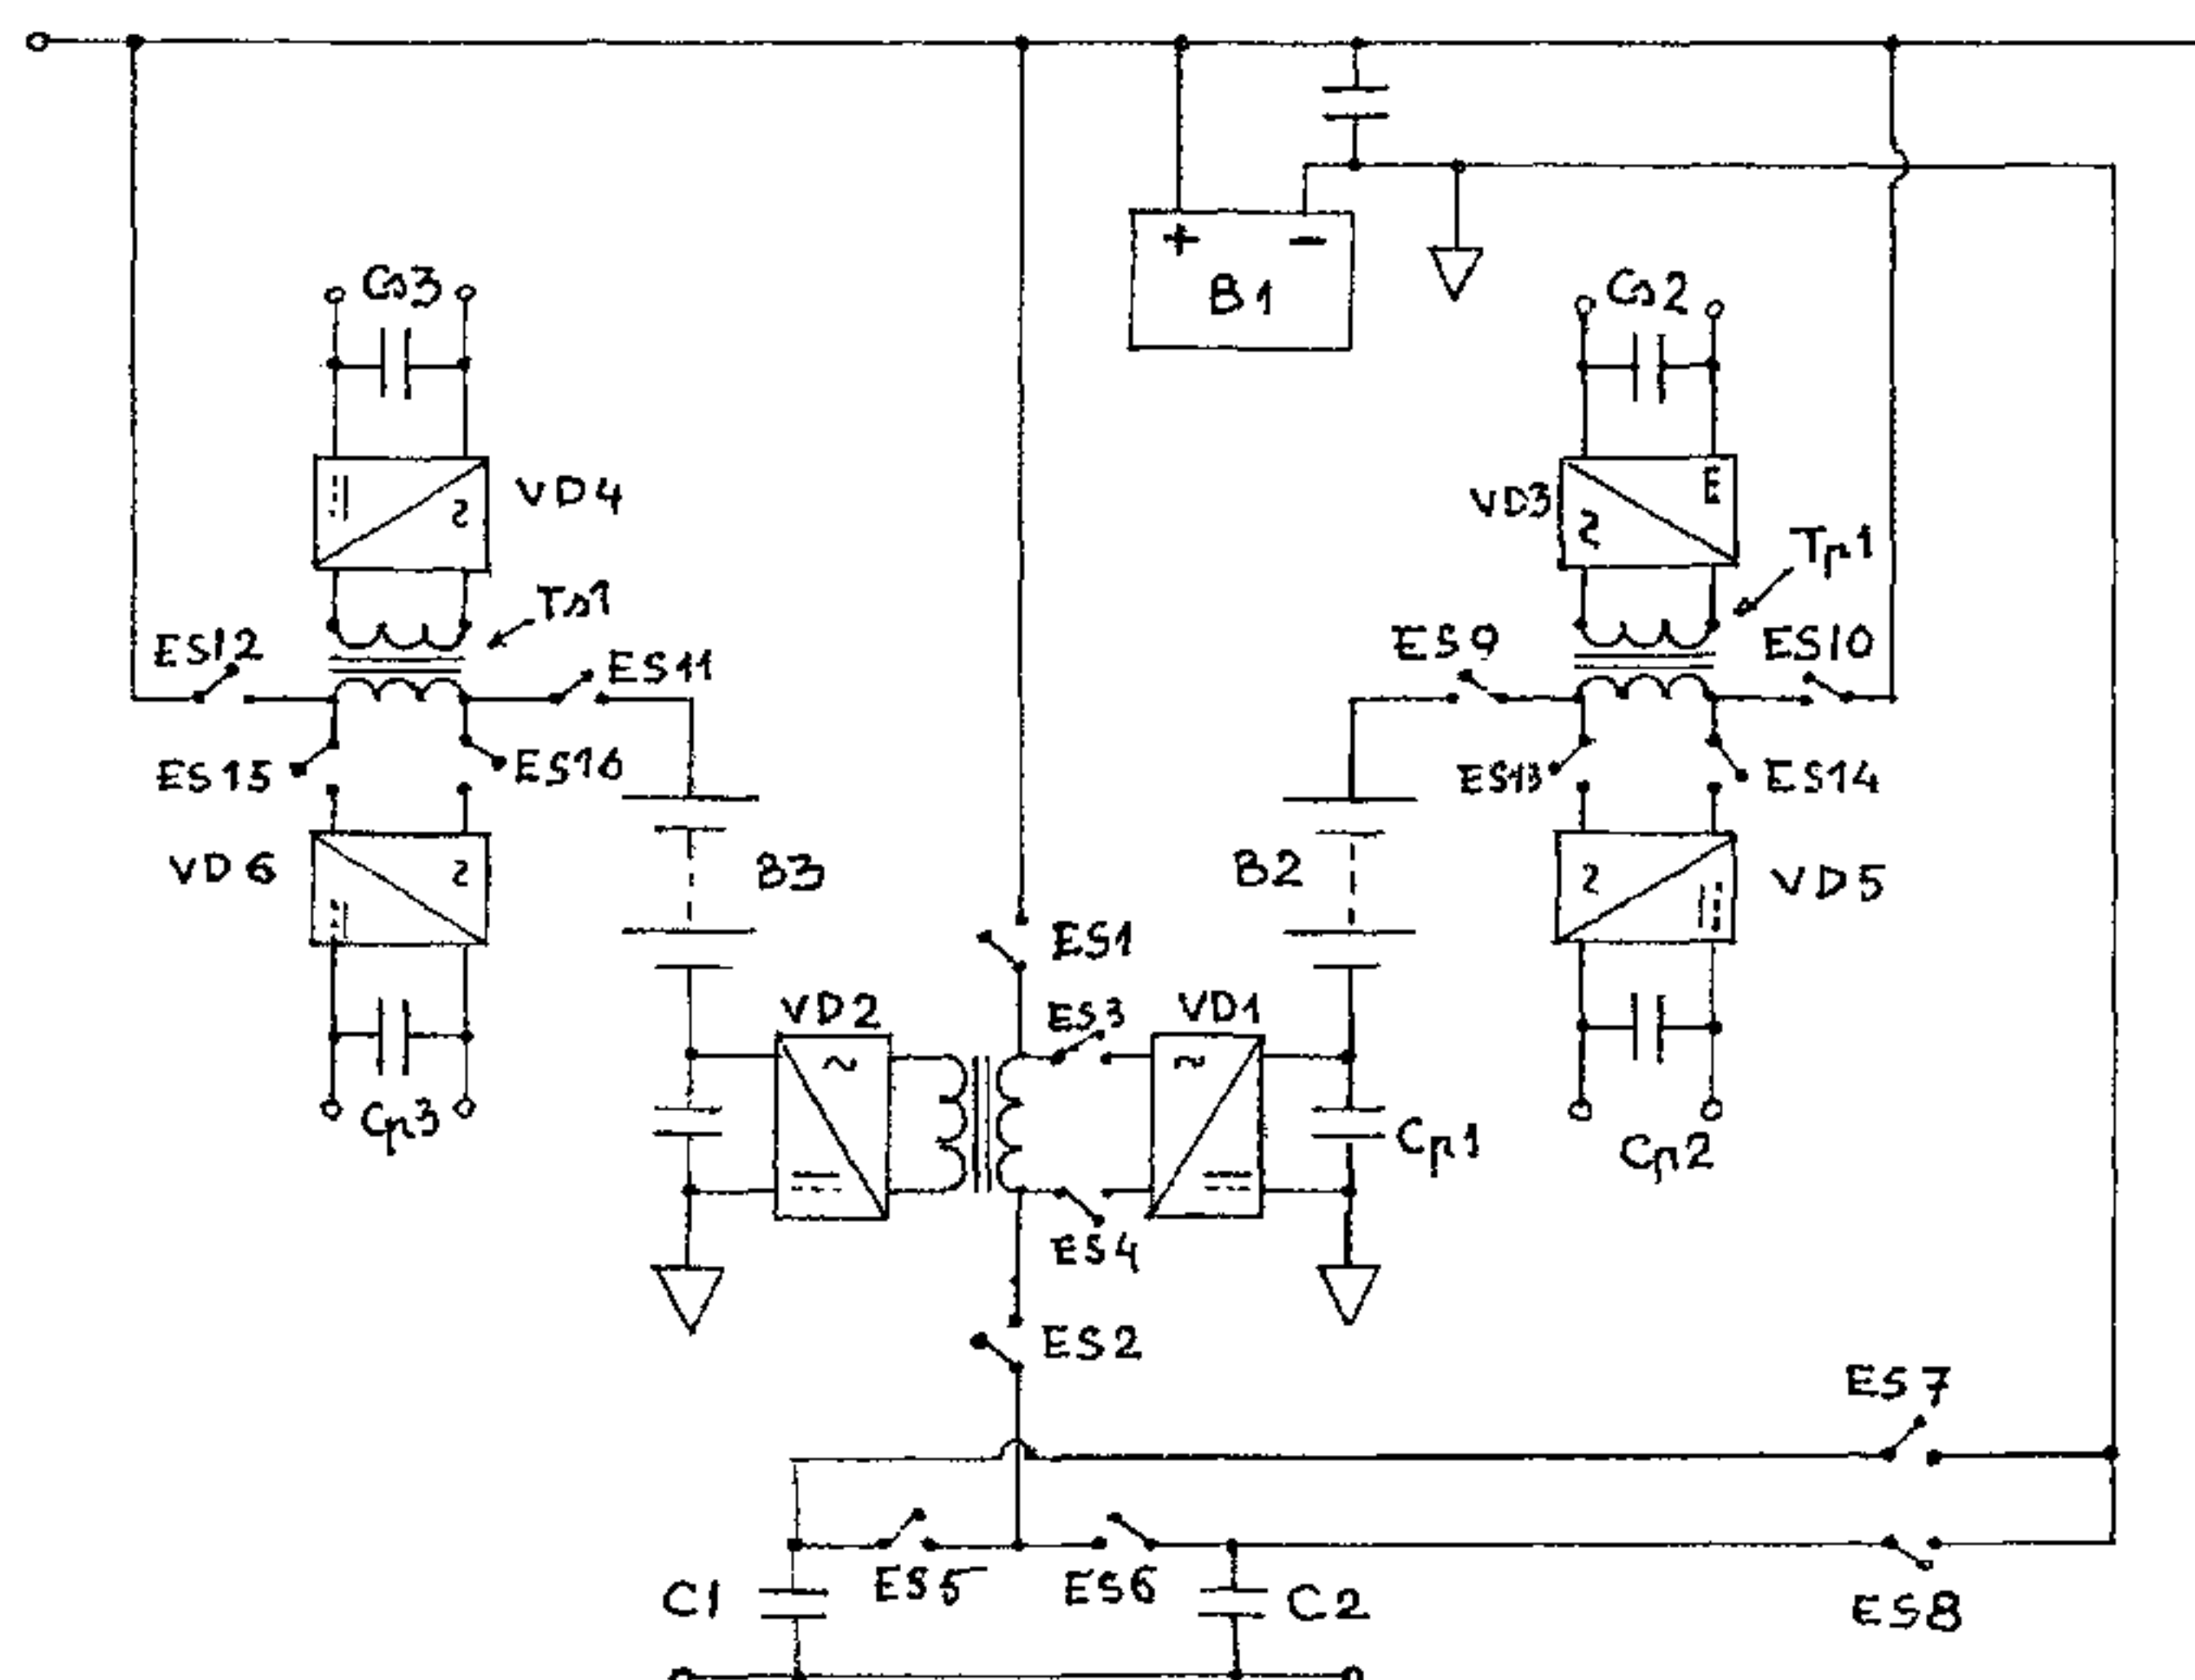 + −
B1
Cs3
Cs2
VD4
VD3
Ts1
Tp1
ES12
ES11
ES9
ES10
ES15
ES16
ES13
ES14
VD6
B3
B2
VD5
ES1
VD2
ES3
VD1
Cp3
Cp1
Cp2
ES4
ES2
ES7
ES5
ES6
C1
C2
ES8